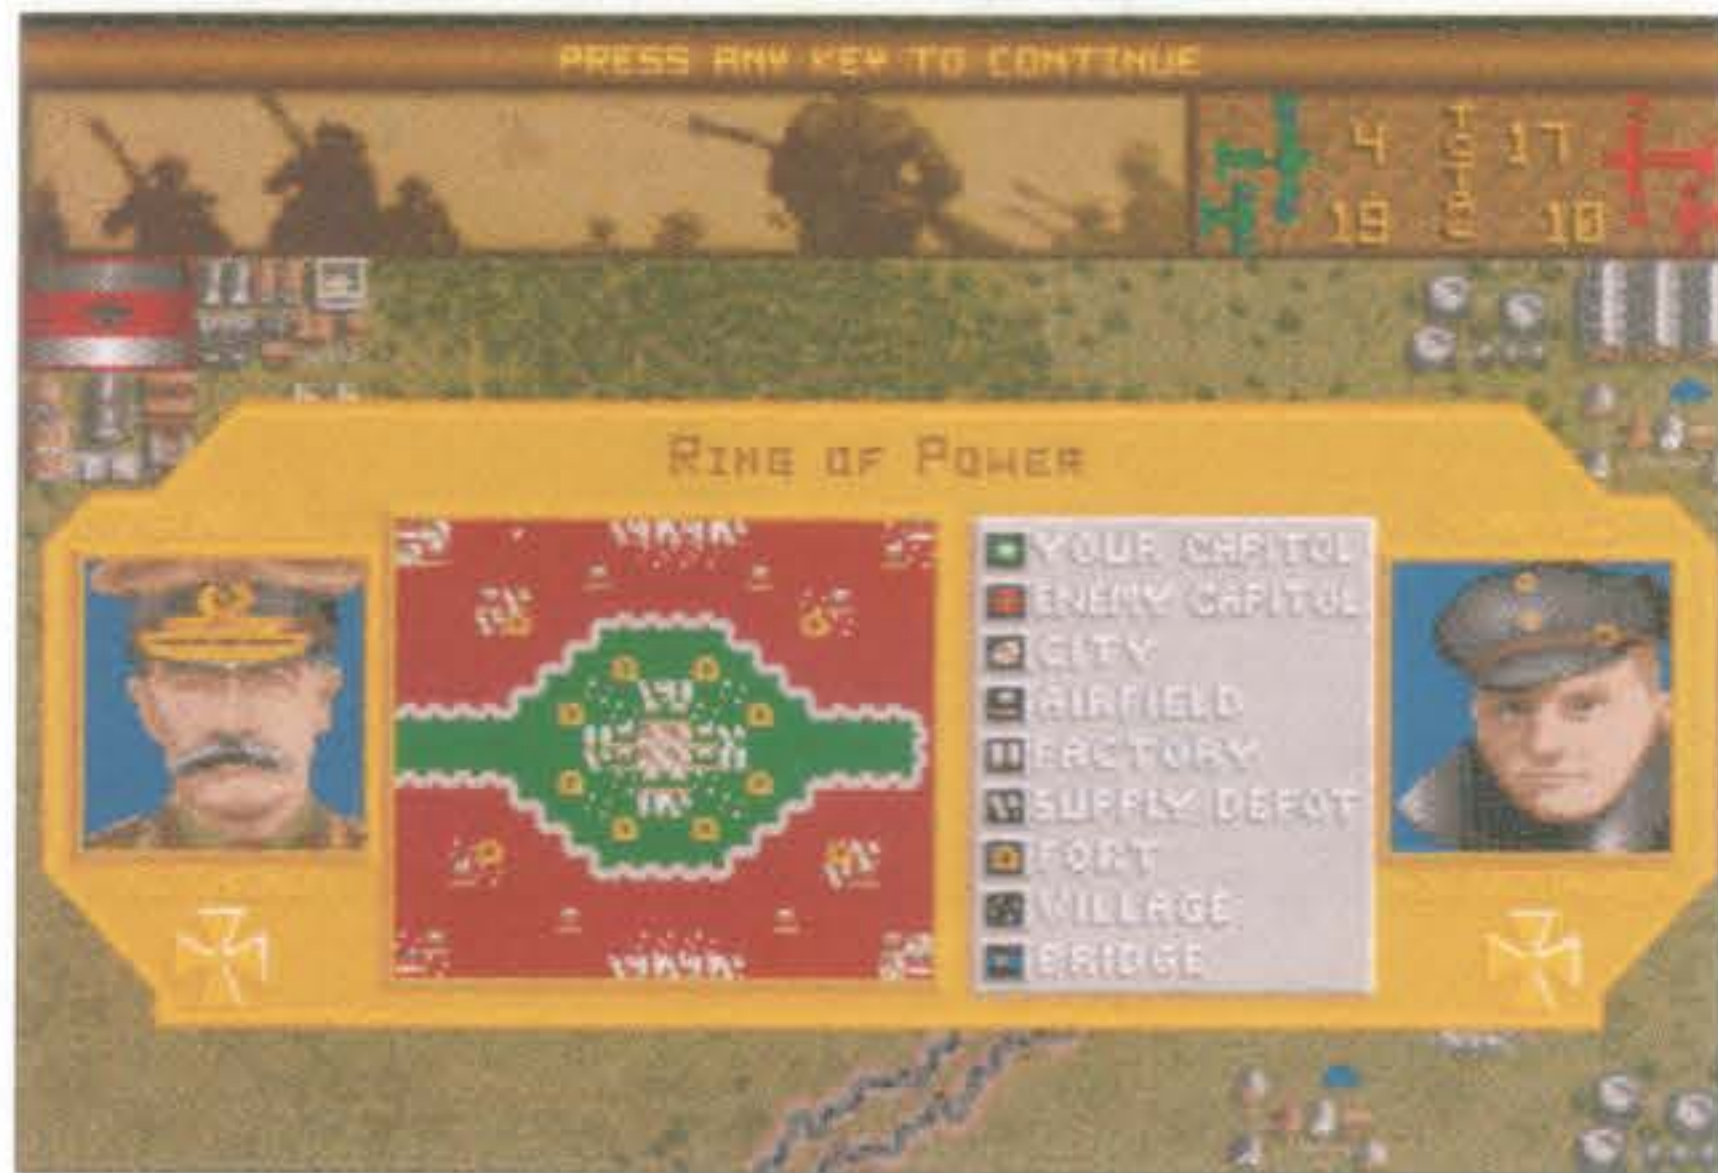 PRESS ANY KEY TO CONTINUE
4 17
18 10
RING OF POWER
YOUR CAPITOL
ENEMY CAPITOL
CITY
AIRFIELD
FACTORY
SUPPLY DEPOT
FORT
VILLAGE
BRIDGE